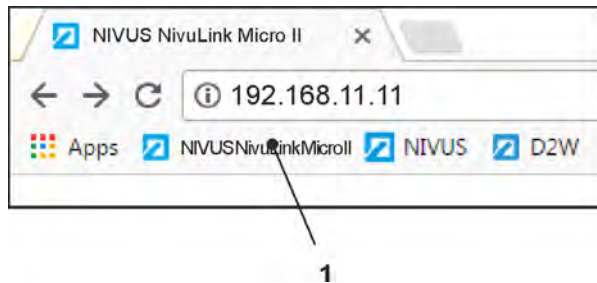 NIVUS NivuLink Micro II
192.168.11.11
Apps NIVUSNivuLinkMicroII NIVUS D2W
1